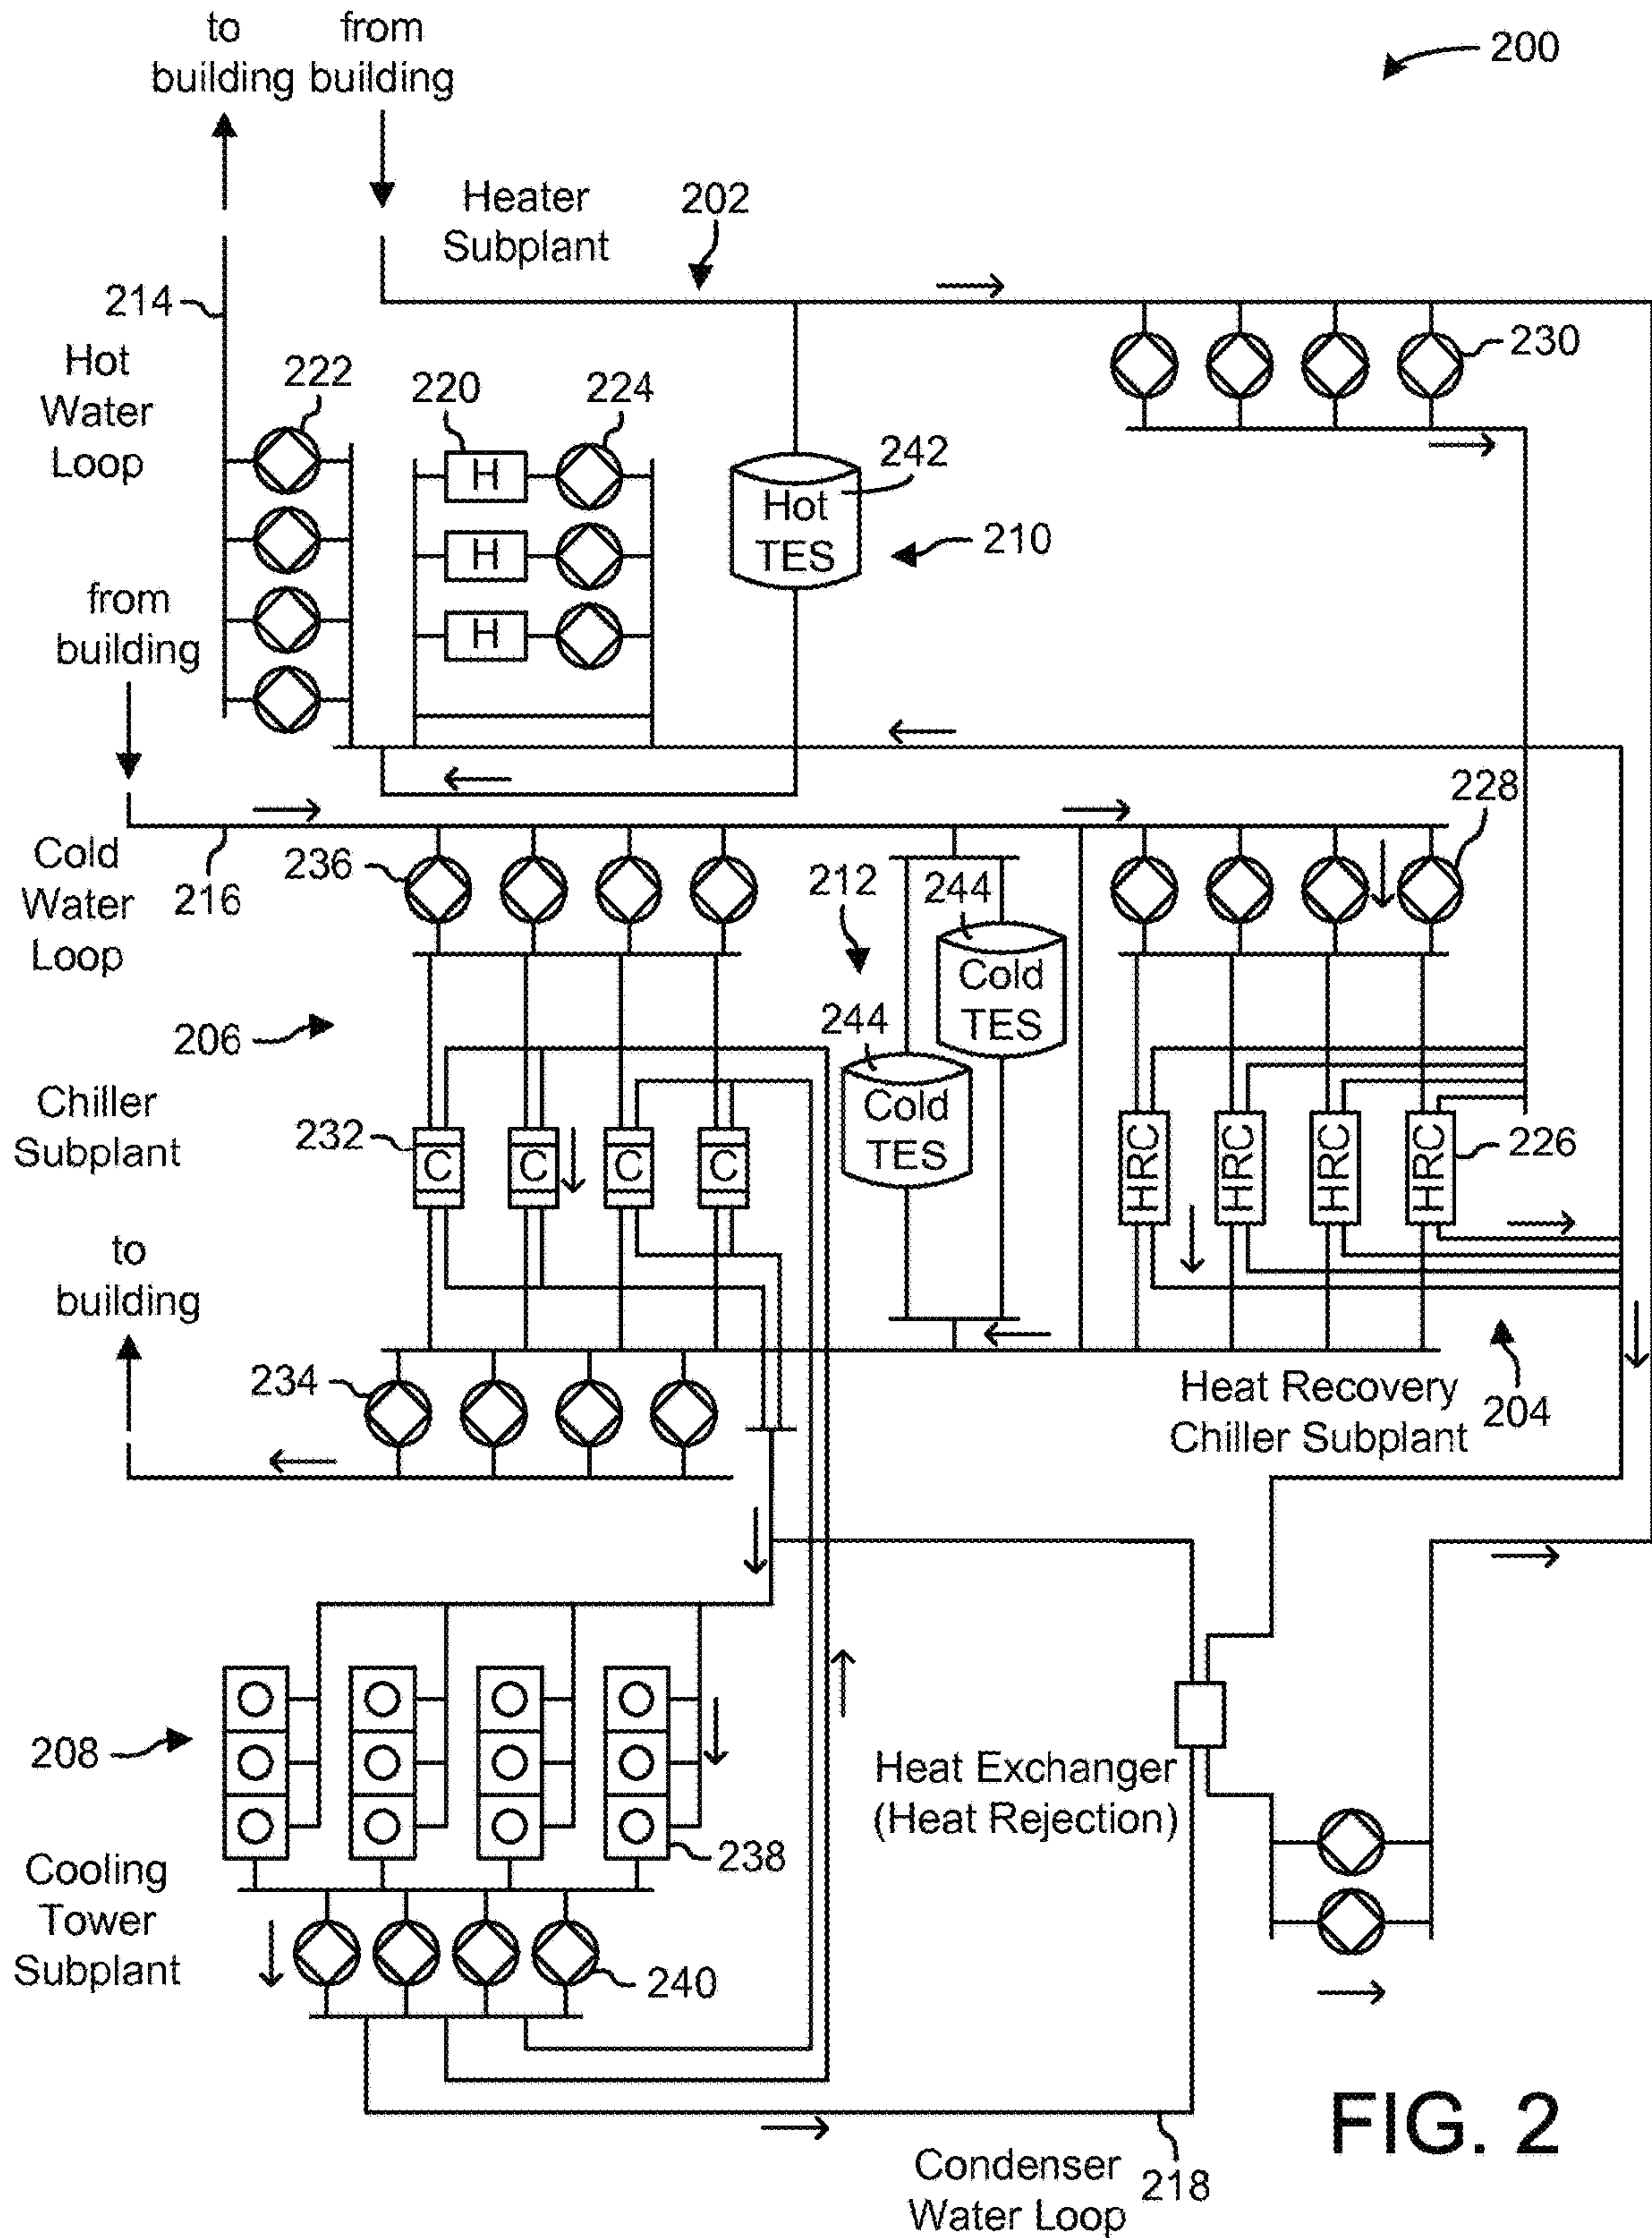 to
building
from
building
200
Heater
Subplant
202
214
Hot
Water
Loop
222
220
224
230
H
H
H
242
Hot
TES
210
from
building
228
Cold
Water
Loop
216
236
212
244
Cold
TES
244
Cold
TES
206
Chiller
Subplant
232
C
C
C
C
HRC
HRC
HRC
HRC
226
to
building
234
Heat Recovery
Chiller Subplant
204
208
Heat Exchanger
(Heat Rejection)
238
Cooling
Tower
Subplant
240
FIG. 2
Condenser
Water Loop
218